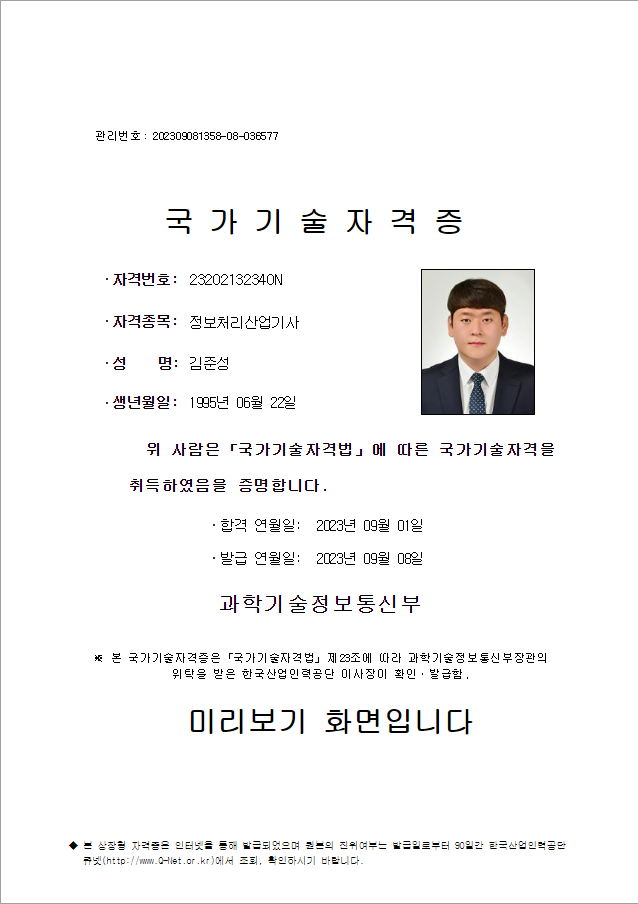 관리번호: 202309081358-08-036577
국 가 기 술 자 격 증
·자격번호: 23202132340N
·자격종목: 정보처리산업기사
·성 명: 김준성
·생년월일: 1995년 06월 22일
위 사람은 「국가기술자격법」에 따른 국가기술자격을
취득하였음을 증명합니다.
·합격 연월일: 2023년 09월 01일
·발급 연월일: 2023년 09월 08일
과학기술정보통신부
※ 본 국가기술자격증은 「국가기술자격법」 제23조에 따라 과학기술정보통신부장관의
위탁을 받은 한국산업인력공단 이사장이 확인·발급함.
미리보기 화면입니다
◆ 본 상장형 자격증은 인터넷을 통해 발급되었으며 원본의 진위여부는 발급일로부터 90일간 한국산업인력공단
큐넷(http://www.Q-Net.or.kr)에서 조회, 확인하시기 바랍니다.